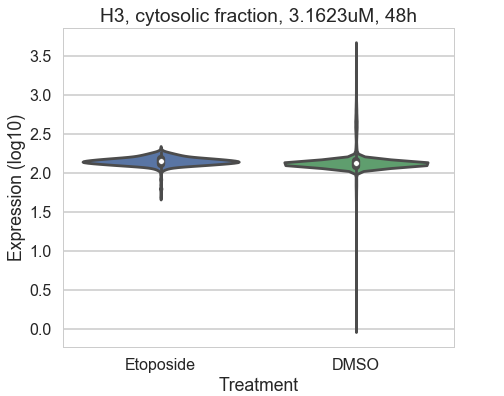 H3, cytosolic fraction, 3.1623uM, 48h
Expression (log10)
3.5
3.0
2.5
2.0
1.5
1.0
0.5
0.0
Etoposide DMSO
Treatment